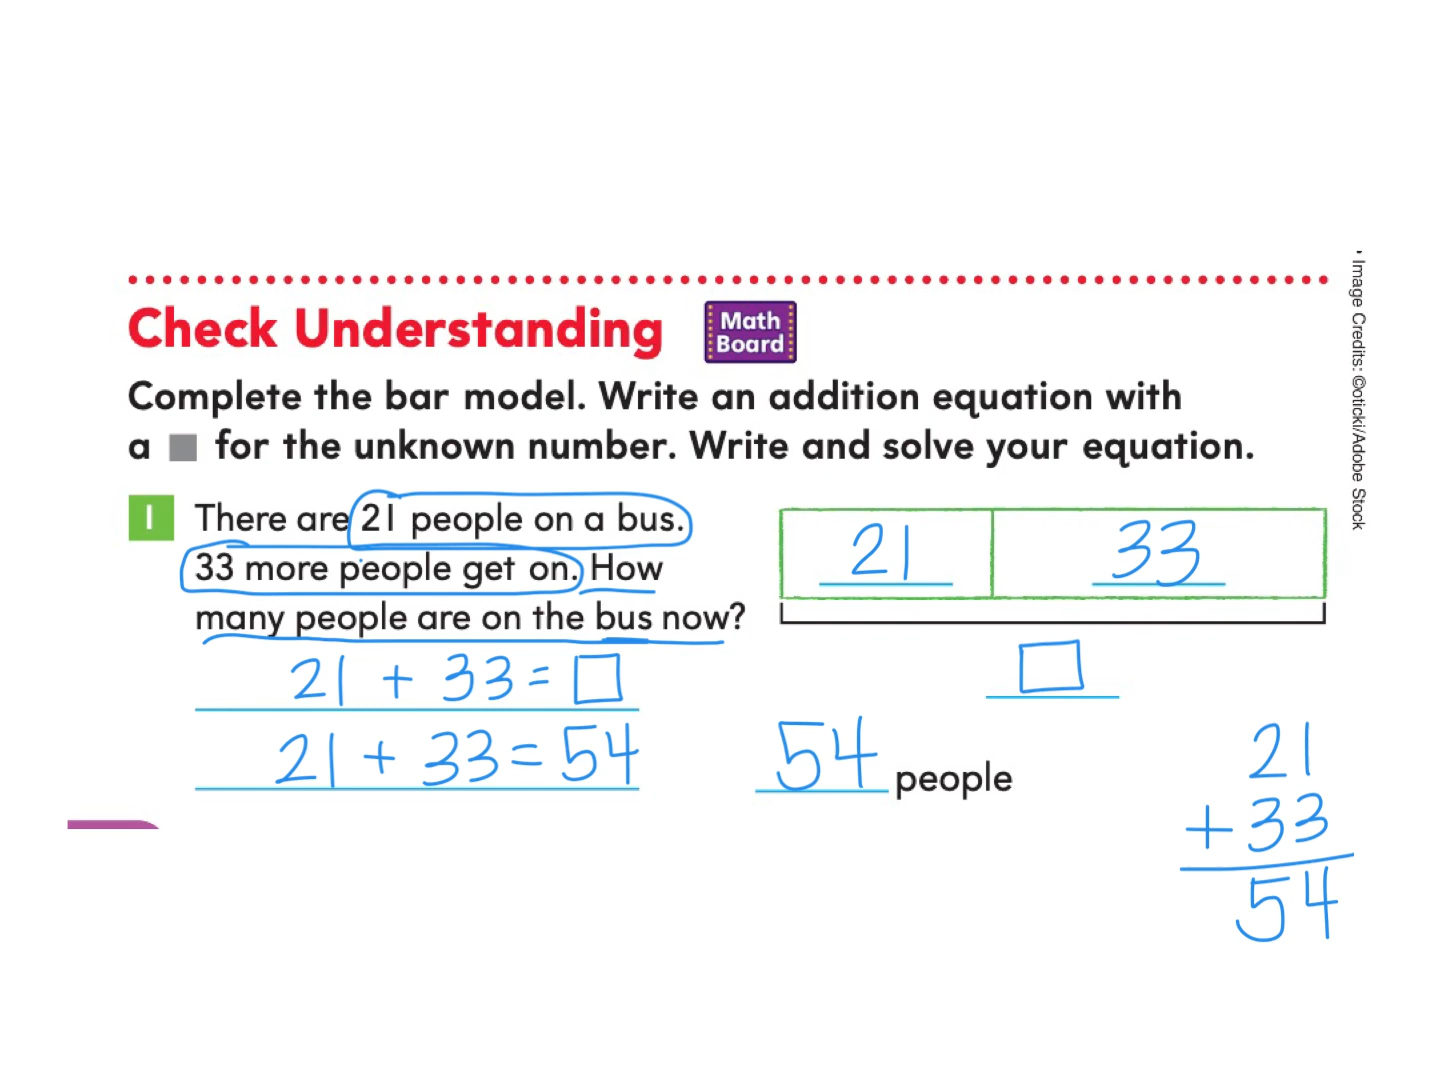 Check Understanding
Math
Board
Complete the bar model. Write an addition equation with
a ■ for the unknown number. Write and solve your equation.
1 There are 21 people on a bus.
33 more people get on. How
many people are on the bus now?
21 + 33 = □
21 + 33 = 54
21 33
□
54 people
21
+ 33
54
Image Credits: ©oticki/Adobe Stock